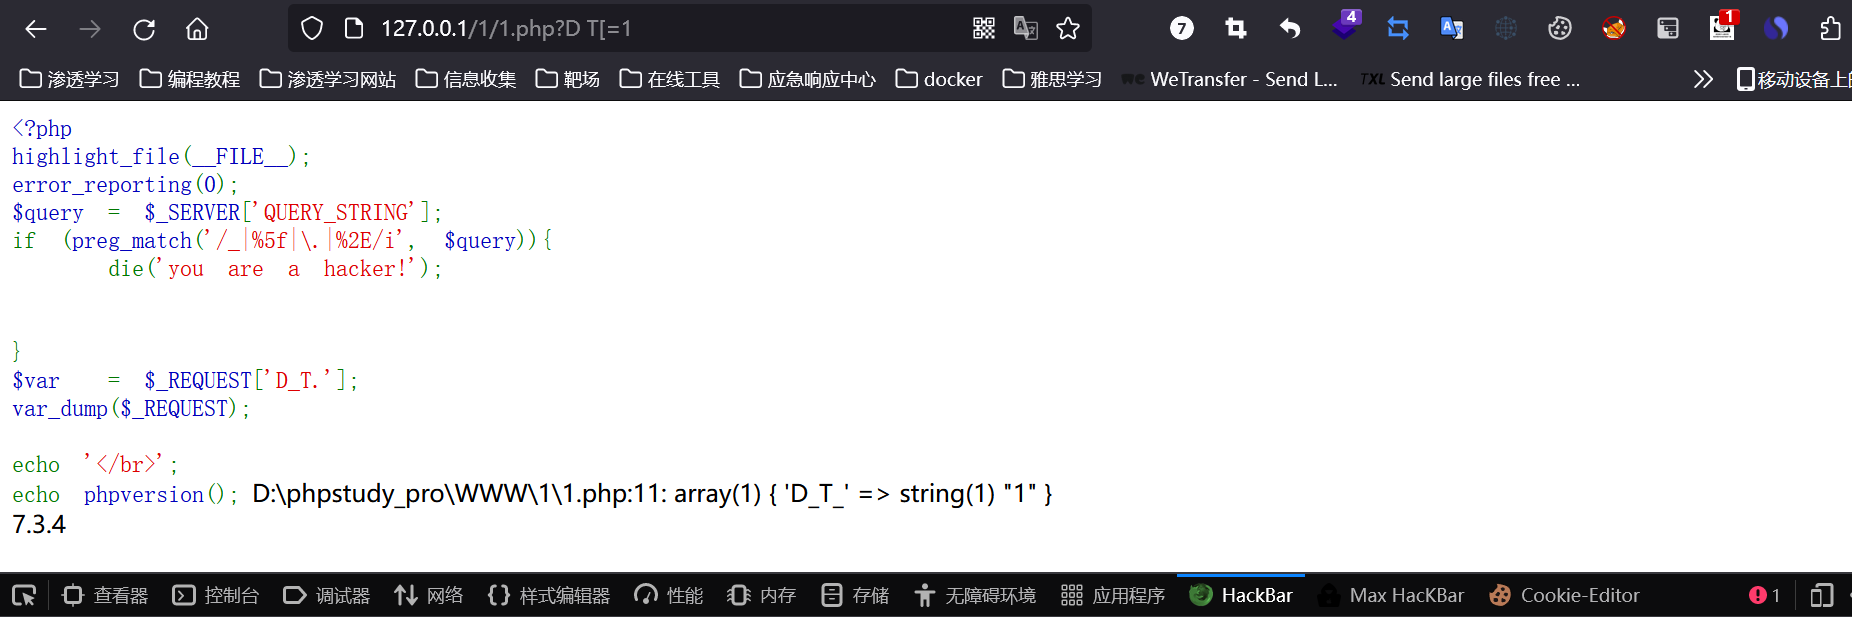 127.0.0.1/1/1.php?D T[=1
7
4
1
渗透学习 编程教程 渗透学习网站 信息收集 靶场 在线工具 应急响应中心 docker 雅思学习 WeTransfer - Send L... TXL Send large files free ... 移动设备上的
<?php
highlight_file(__FILE__);
error_reporting(0);
$query = $_SERVER['QUERY_STRING'];
if (preg_match('/_|%5f|\.|%2E/i', $query)){
die('you are a hacker!');
}
$var = $_REQUEST['D_T.'];
var_dump($_REQUEST);
echo '</br>';
echo phpversion(); D:\phpstudy_pro\WWW\1\1.php:11: array(1) { 'D_T_' => string(1) "1" }
7.3.4
查看器 控制台 调试器 网络 样式编辑器 性能 内存 存储 无障碍环境 应用程序 HackBar Max HacKBar Cookie-Editor 1